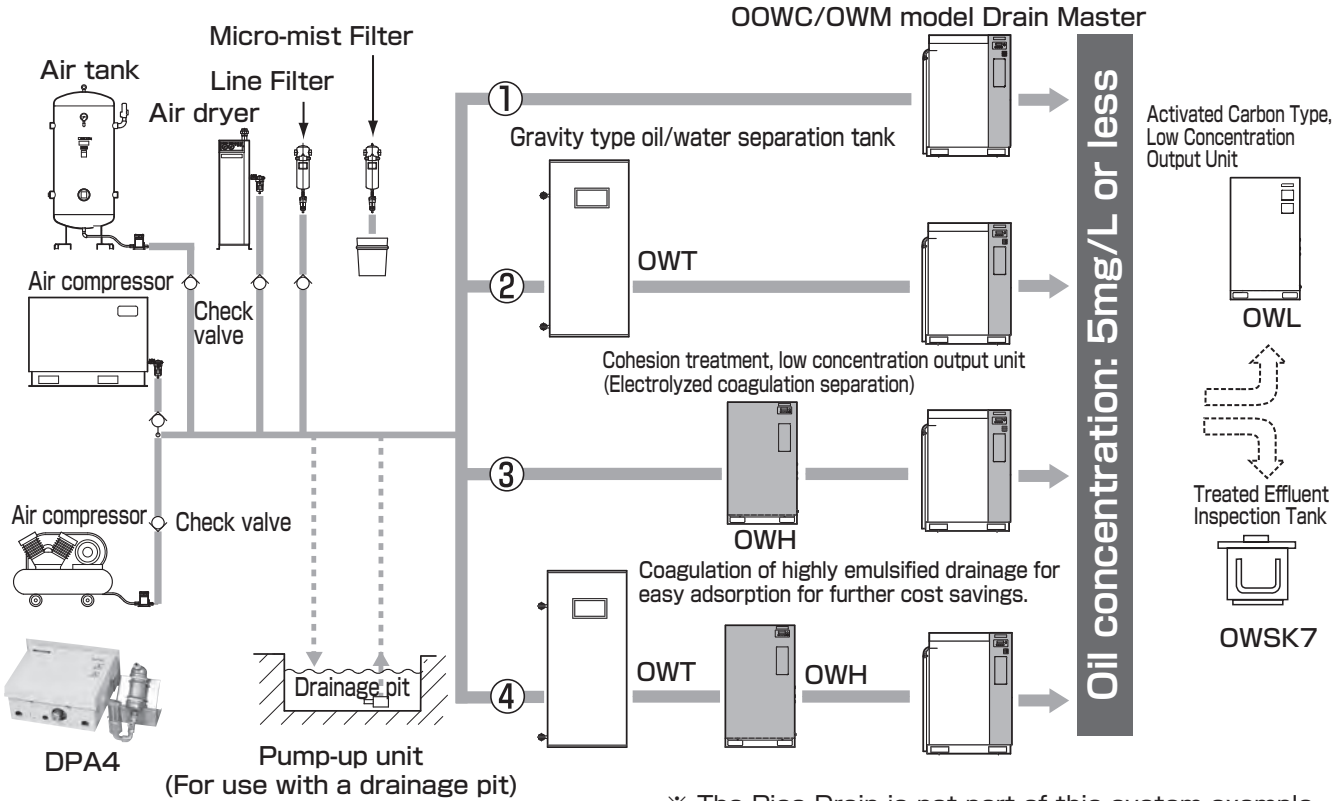 OOWC/OWM model Drain Master
Micro-mist Filter
Air tank
Line Filter
Air dryer
①
Gravity type oil/water separation tank
Air compressor
Check
valve
②
OWT
Cohesion treatment, low concentration output unit
(Electrolyzed coagulation separation)
③
OWH
Air compressor
Check valve
Coagulation of highly emulsified drainage for
easy adsorption for further cost savings.
④
OWT
OWH
Drainage pit
DPA4
Pump-up unit
(For use with a drainage pit)
Oil concentration: 5mg/L or less
Activated Carbon Type,
Low Concentration
Output Unit
OWL
Treated Effluent
Inspection Tank
OWSK7